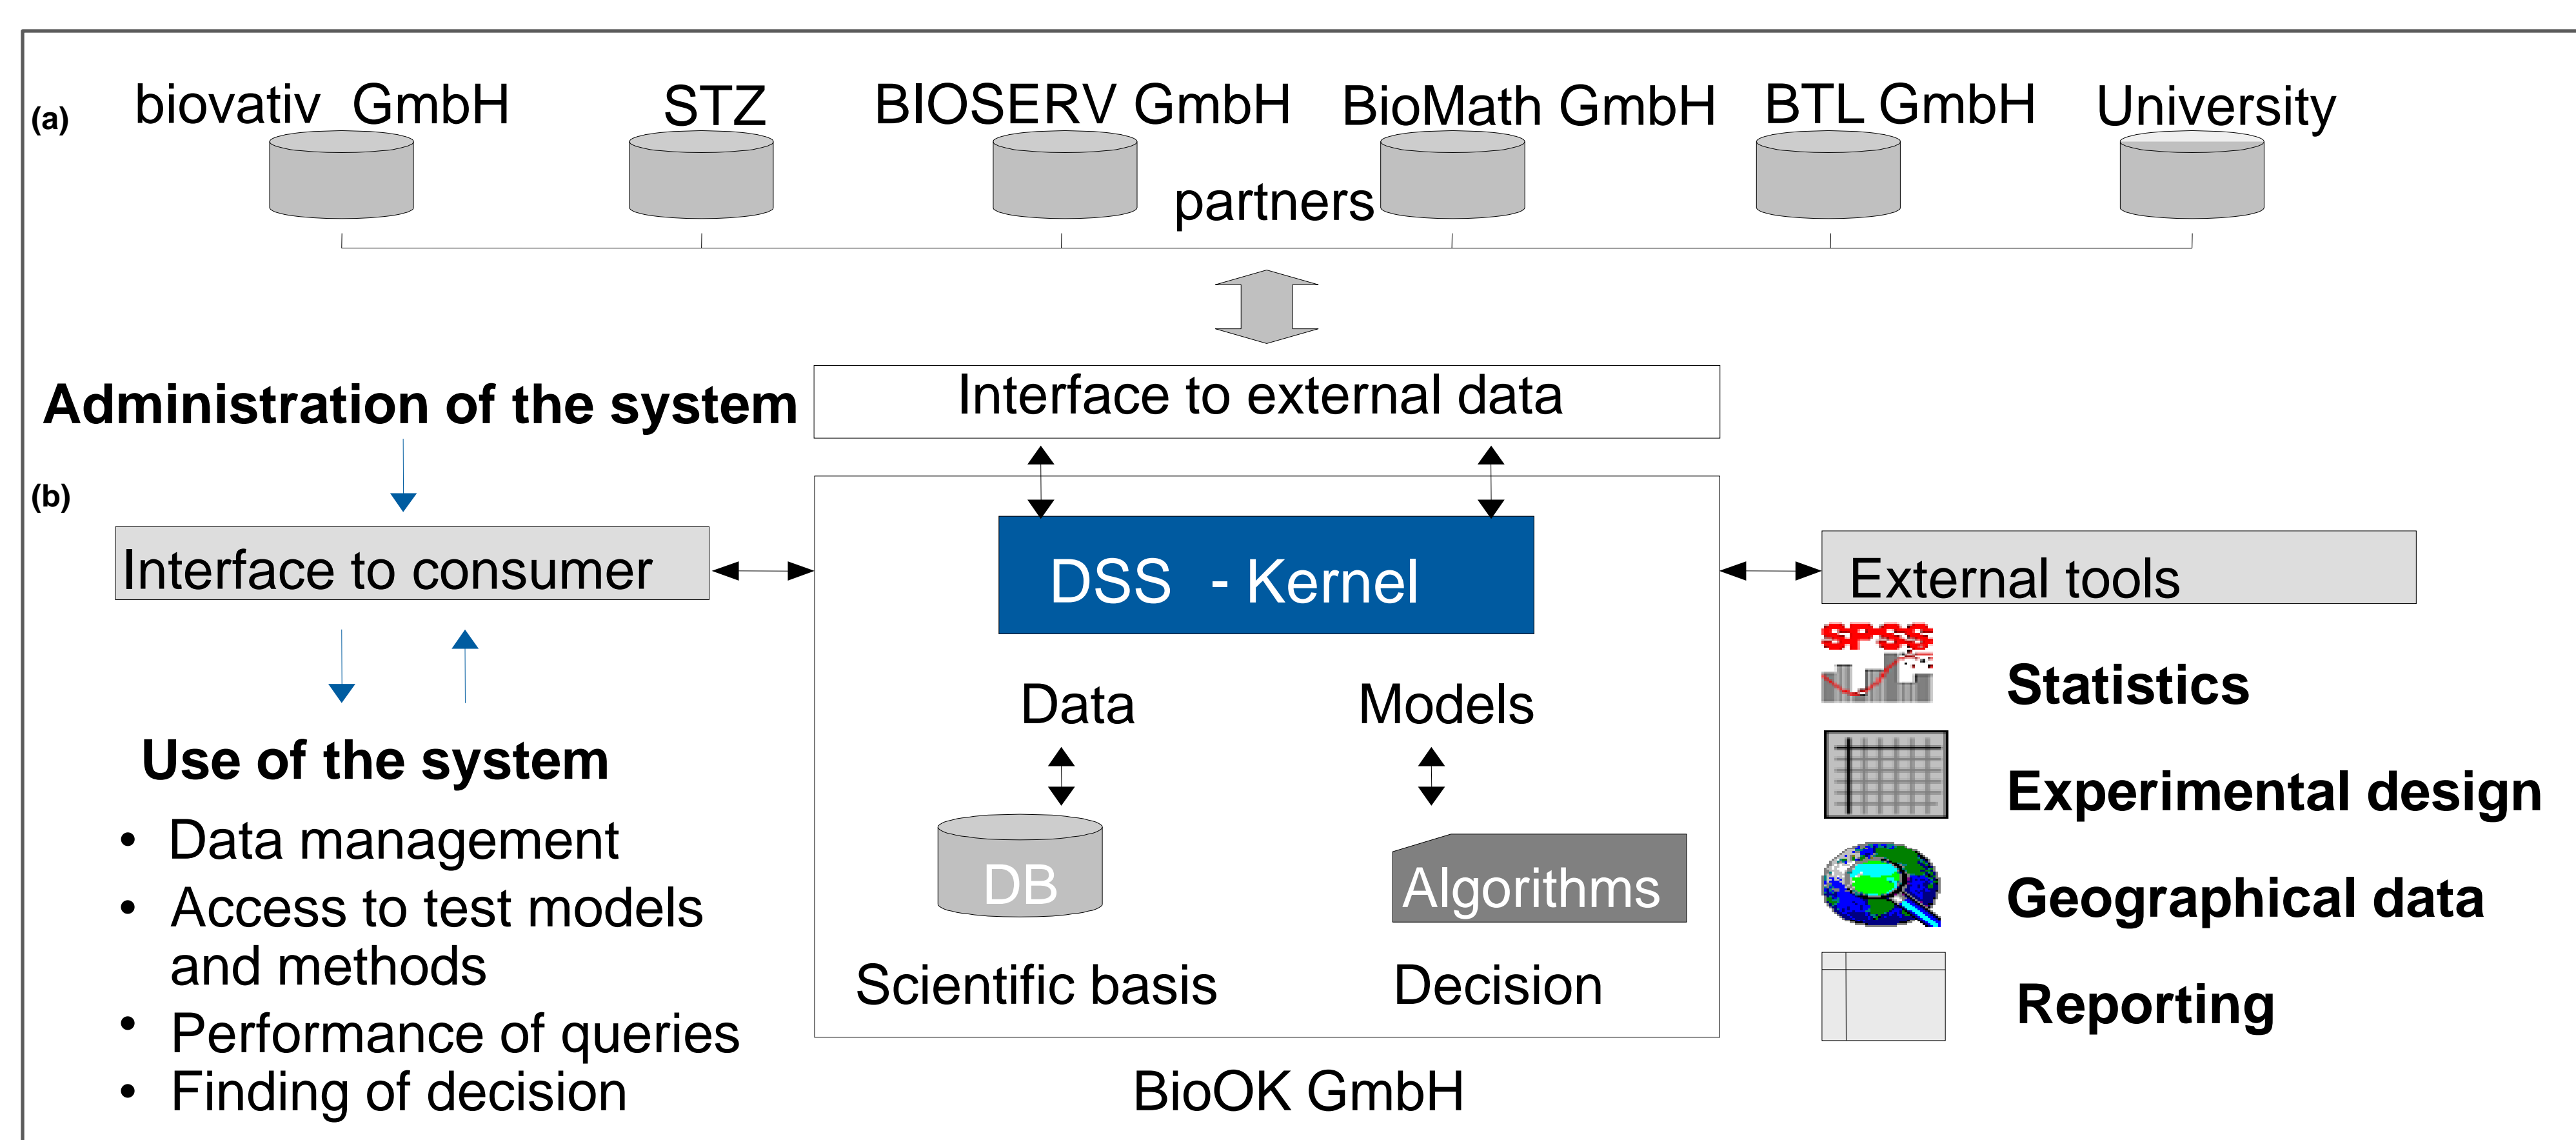 (a)
biovativ GmbH
STZ
BIOSERV GmbH
BioMath GmbH
BTL GmbH
University
partners
Administration of the system
Interface to external data
(b)
Interface to consumer
DSS - Kernel
External tools
SPSS
Data
Models
Statistics
Use of the system
Experimental design
• Data management
DB
Algorithms
Geographical data
• Access to test models
and methods
Scientific basis
Decision
Reporting
• Performance of queries
• Finding of decision
BioOK GmbH